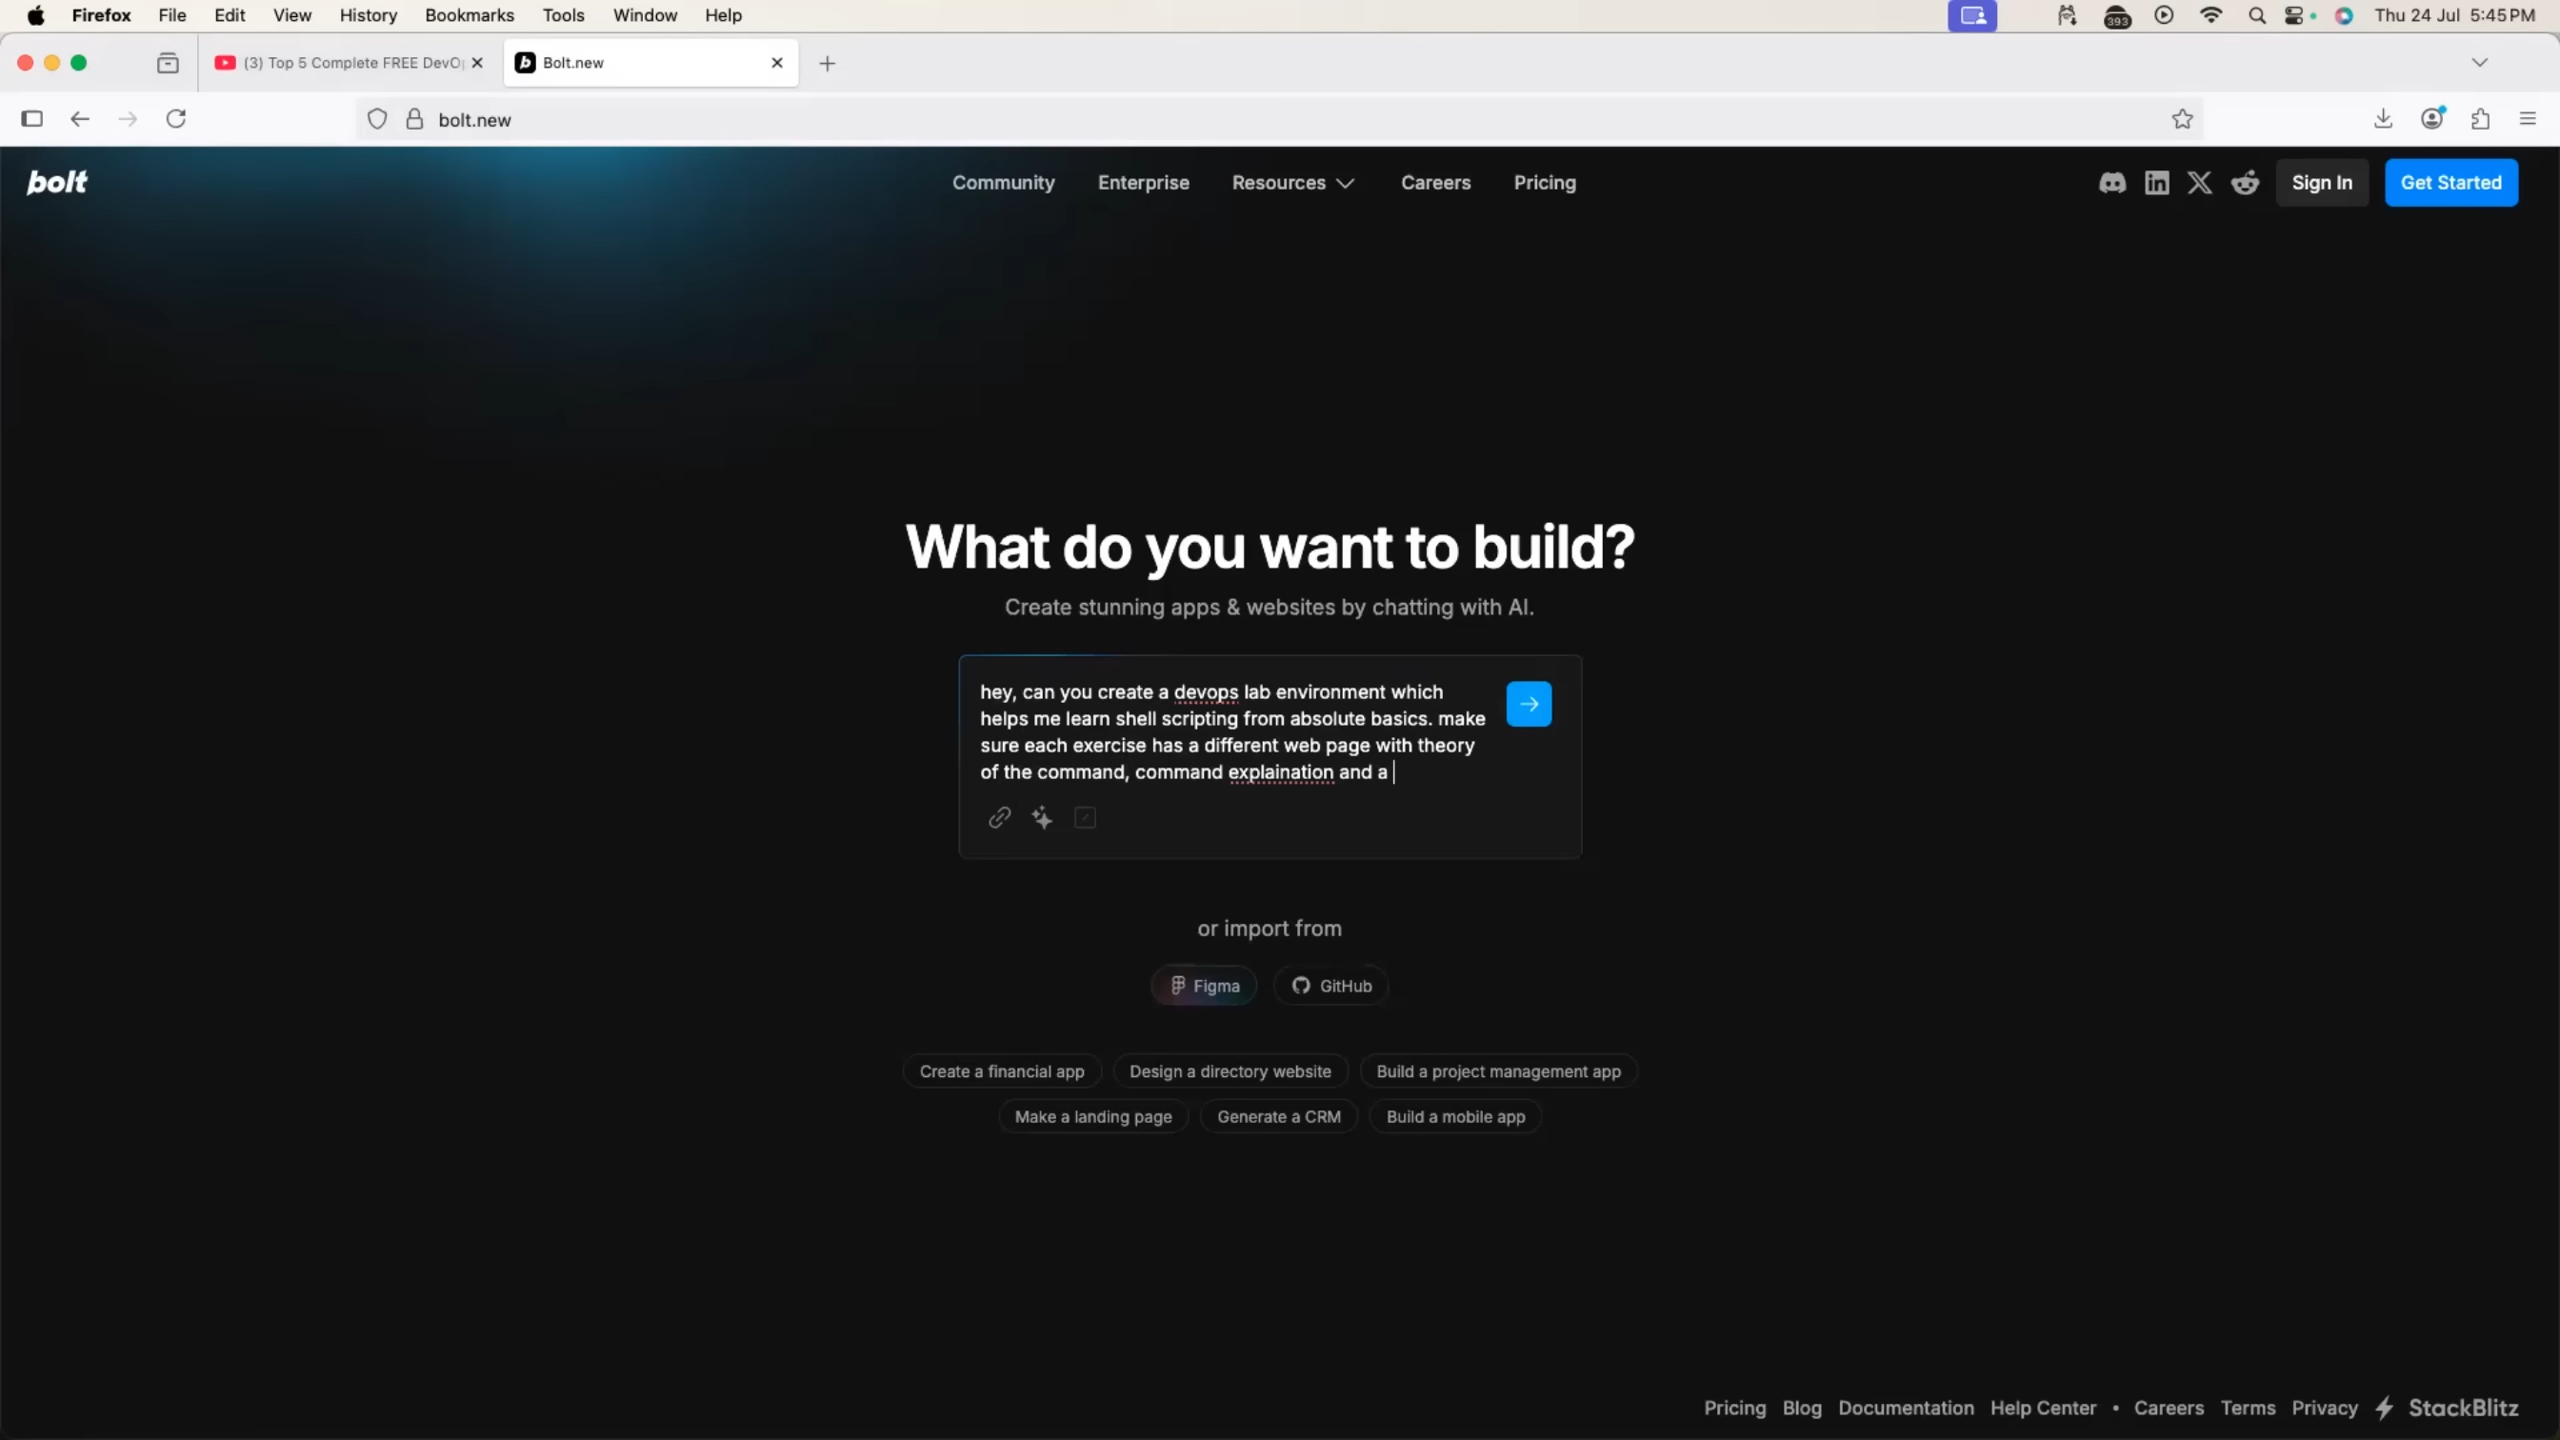 Firefox File Edit View History Bookmarks Tools Window Help 393 Thu 24 Jul 5:45 PM
(3) Top 5 Complete FREE DevO Bolt.new
bolt.new
bolt Community Enterprise Resources Careers Pricing Sign In Get Started
What do you want to build?
Create stunning apps & websites by chatting with AI.
hey, can you create a devops lab environment which
helps me learn shell scripting from absolute basics. make
sure each exercise has a different web page with theory
of the command, command explaination and a
or import from
Figma GitHub
Create a financial app Design a directory website Build a project management app
Make a landing page Generate a CRM Build a mobile app
Pricing Blog Documentation Help Center • Careers Terms Privacy StackBlitz